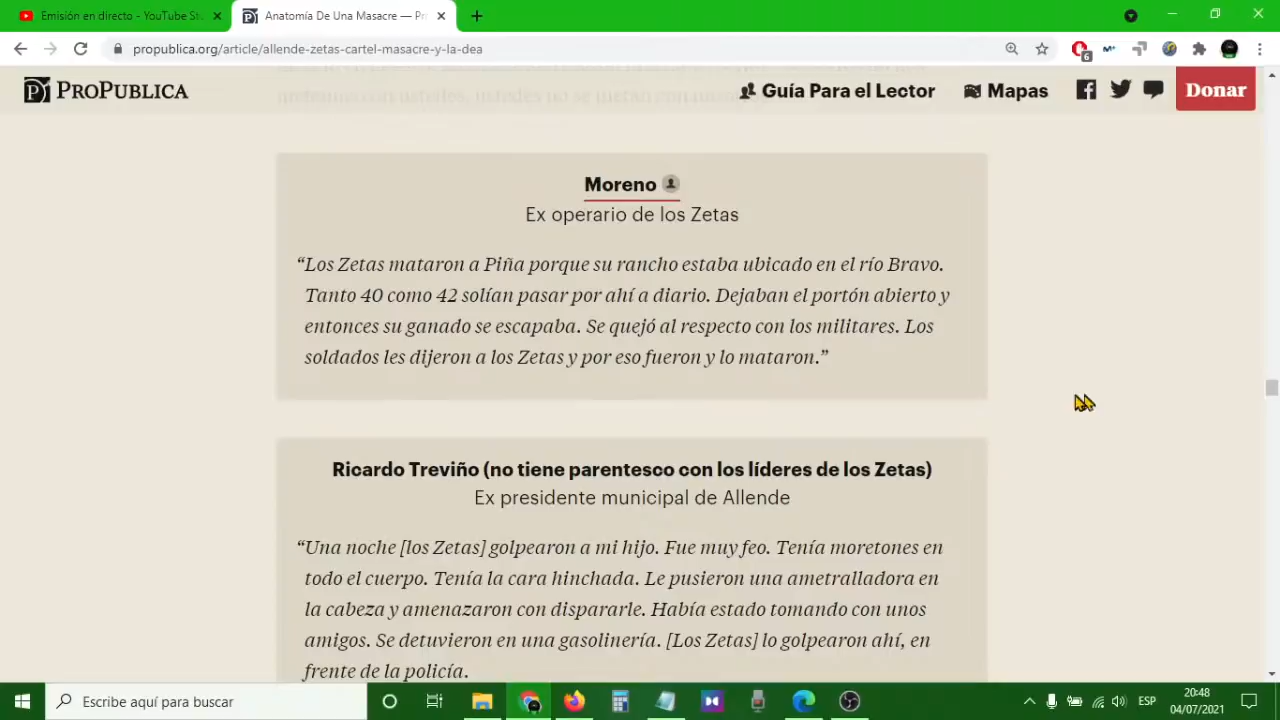 Emisión en directo - YouTube Stu
Anatomía De Una Masacre — Pr
propublica.org/article/allende-zetas-cartel-masacre-y-la-dea
6
PROPUBLICA
Guía Para el Lector
Mapas
Donar
Moreno
Ex operario de los Zetas
“Los Zetas mataron a Piña porque su rancho estaba ubicado en el río Bravo.
Tanto 40 como 42 solían pasar por ahí a diario. Dejaban el portón abierto y
entonces su ganado se escapaba. Se quejó al respecto con los militares. Los
soldados les dijeron a los Zetas y por eso fueron y lo mataron.”
Ricardo Treviño (no tiene parentesco con los líderes de los Zetas)
Ex presidente municipal de Allende
“Una noche [los Zetas] golpearon a mi hijo. Fue muy feo. Tenía moretones en
todo el cuerpo. Tenía la cara hinchada. Le pusieron una ametralladora en
la cabeza y amenazaron con dispararle. Había estado tomando con unos
amigos. Se detuvieron en una gasolinería. [Los Zetas] lo golpearon ahí, en
frente de la policía.
Escribe aquí para buscar
ESP
20:48
04/07/2021